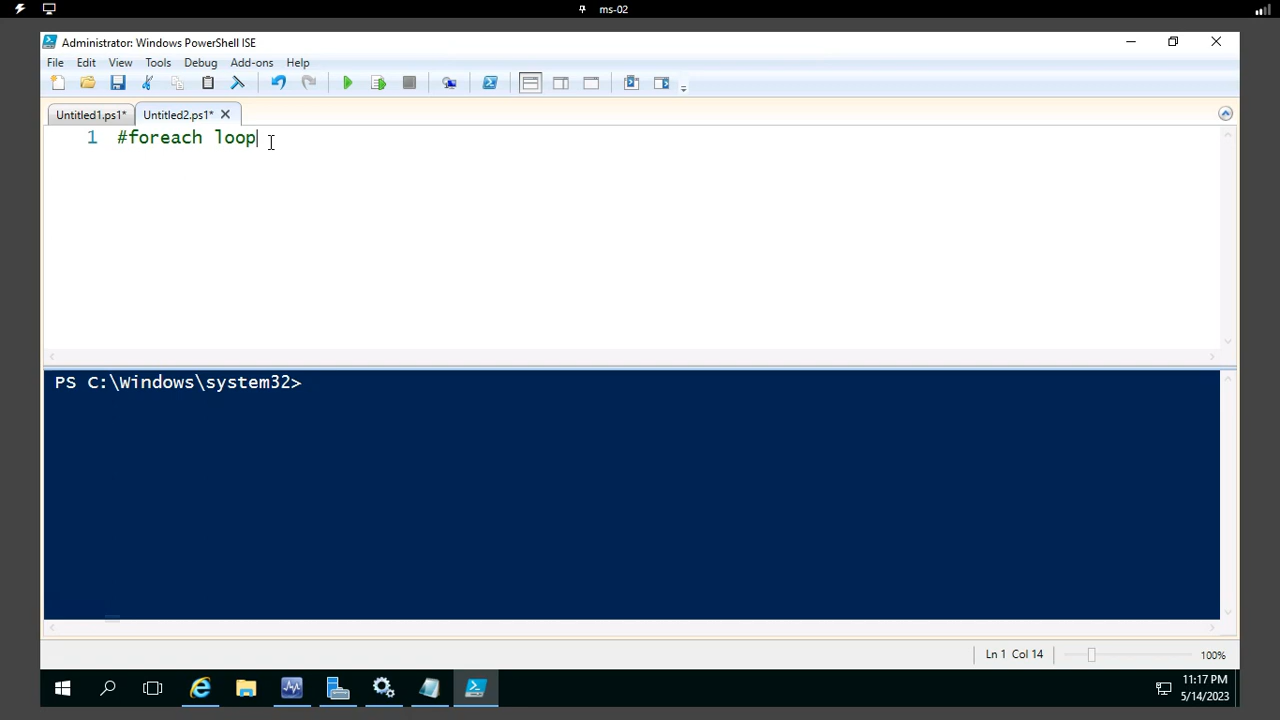 ms-02
Administrator: Windows PowerShell ISE
File Edit View Tools Debug Add-ons Help
Untitled1.ps1* Untitled2.ps1*
1 #foreach loop
PS C:\Windows\system32>
Ln 1 Col 14 100%
11:17 PM
5/14/2023